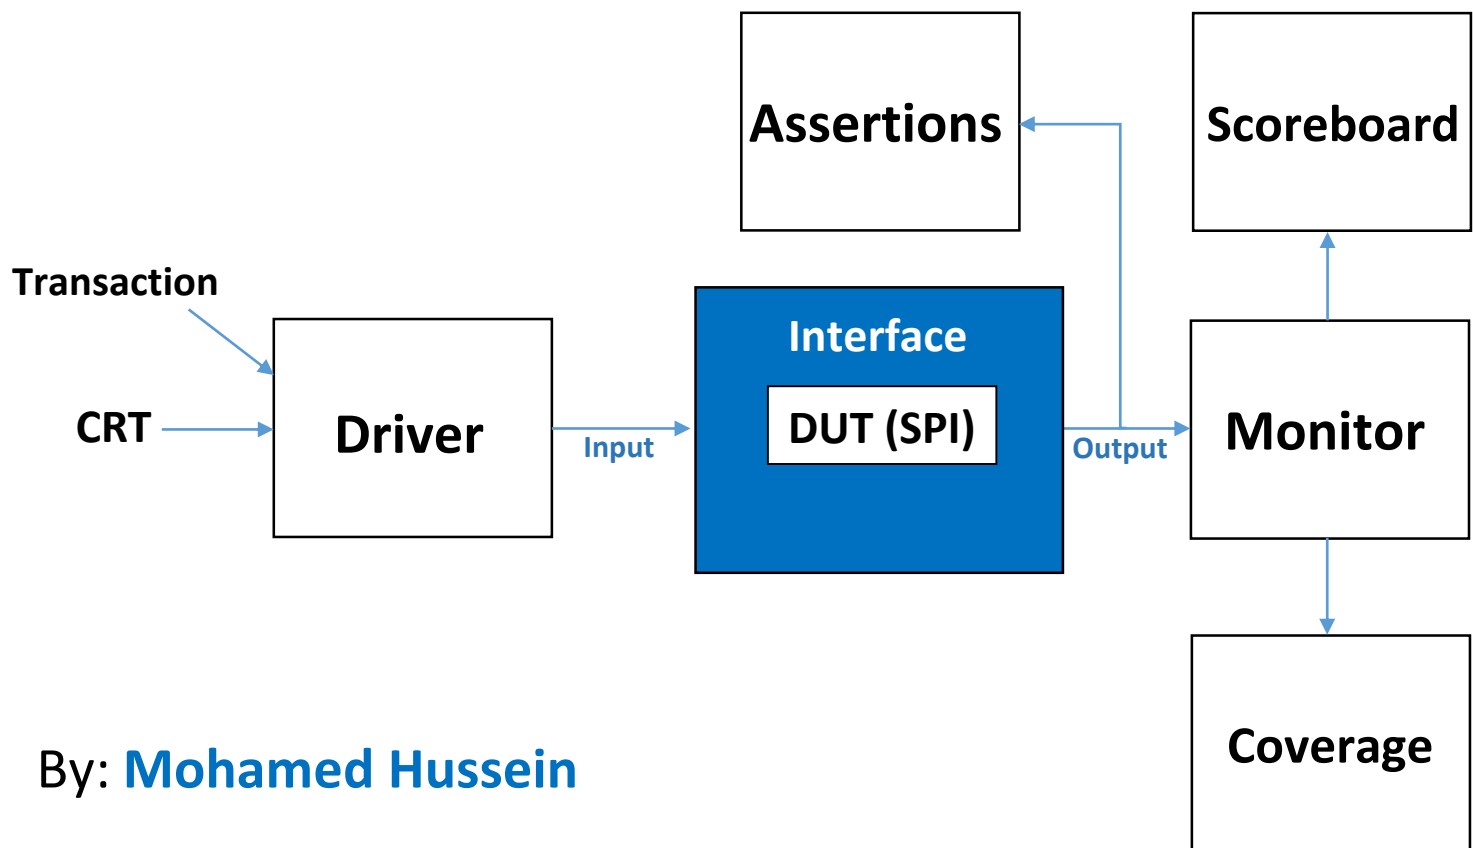 Assertions
Scoreboard
Transaction
Interface
CRT
Driver
Input
DUT (SPI)
Output
Monitor
Coverage
By: Mohamed Hussein